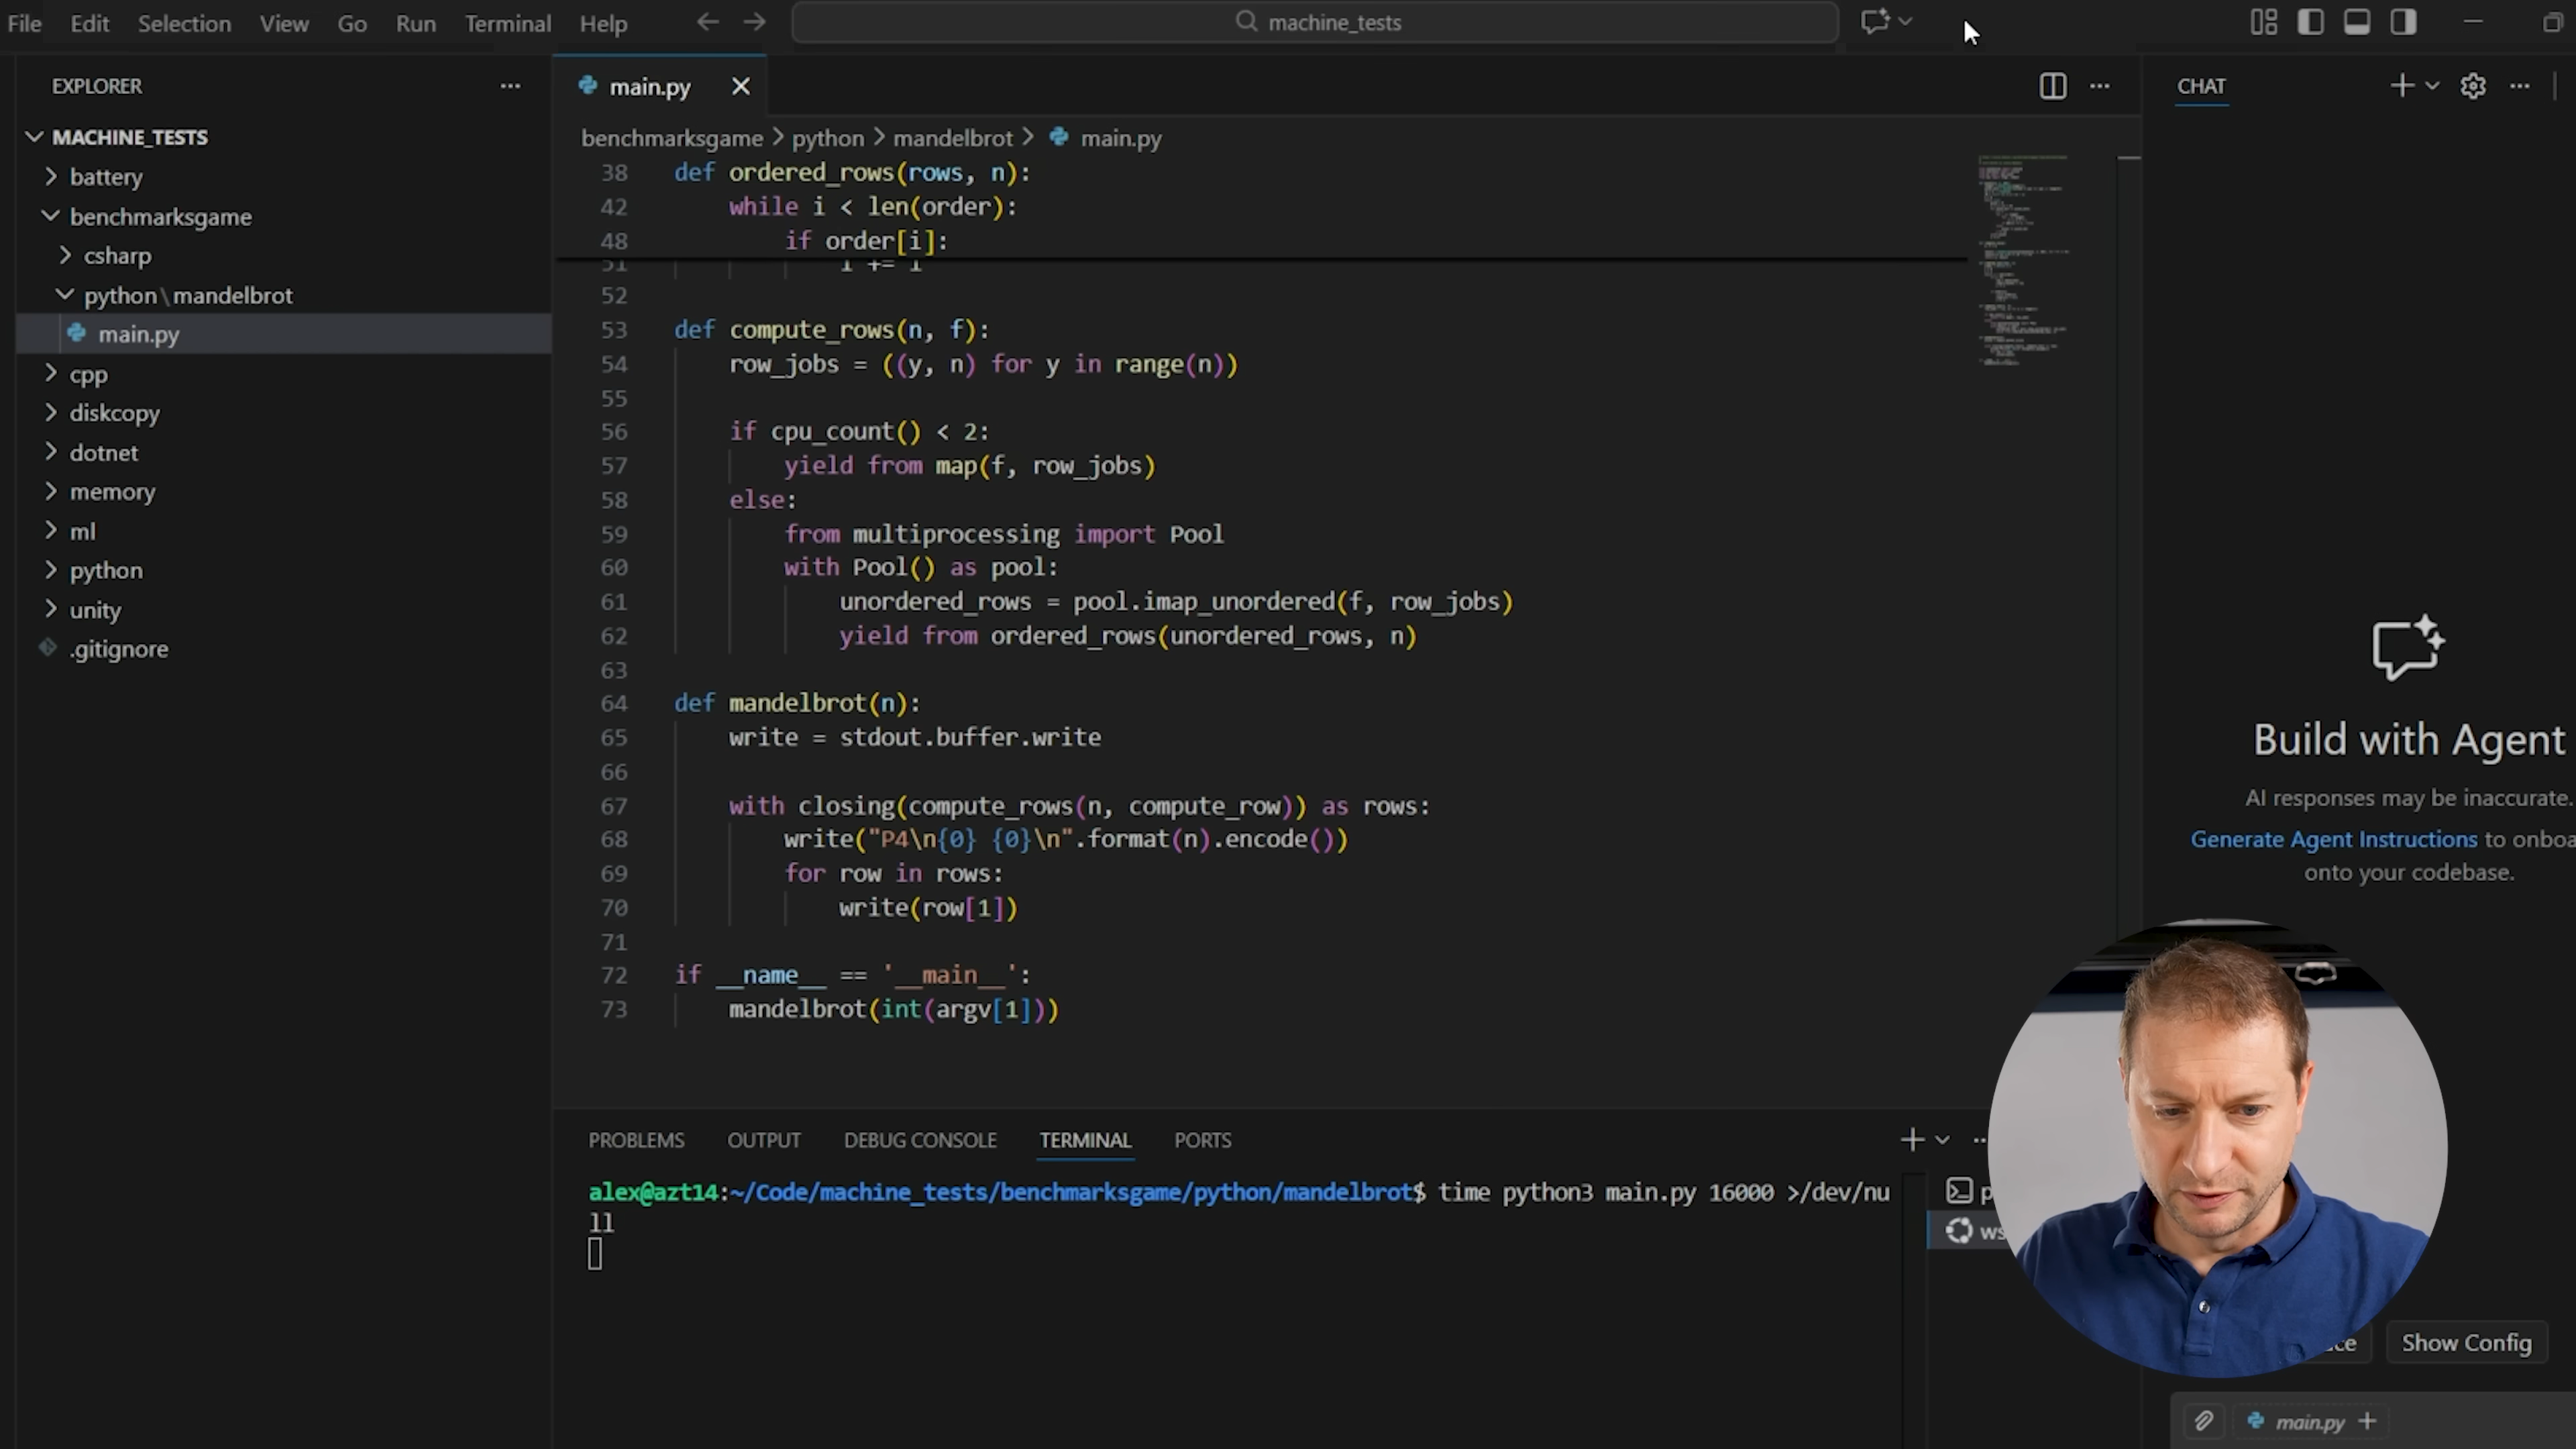 File Edit Selection View Go Run Terminal Help
machine_tests
EXPLORER
MACHINE_TESTS
battery
benchmarksgame
csharp
python\mandelbrot
main.py
cpp
diskcopy
dotnet
memory
ml
python
unity
.gitignore
main.py
benchmarksgame > python > mandelbrot > main.py
38 def ordered_rows(rows, n):
42 while i < len(order):
48 if order[i]:
51 i += 1
52
53 def compute_rows(n, f):
54 row_jobs = ((y, n) for y in range(n))
55
56 if cpu_count() < 2:
57 yield from map(f, row_jobs)
58 else:
59 from multiprocessing import Pool
60 with Pool() as pool:
61 unordered_rows = pool.imap_unordered(f, row_jobs)
62 yield from ordered_rows(unordered_rows, n)
63
64 def mandelbrot(n):
65 write = stdout.buffer.write
66
67 with closing(compute_rows(n, compute_row)) as rows:
68 write("P4\n{0} {0}\n".format(n).encode())
69 for row in rows:
70 write(row[1])
71
72 if __name__ == '__main__':
73 mandelbrot(int(argv[1]))
PROBLEMS OUTPUT DEBUG CONSOLE TERMINAL PORTS
alex@azt14:~/Code/machine_tests/benchmarksgame/python/mandelbrot$ time python3 main.py 16000 >/dev/nu
ll
p
ws
CHAT
Build with Agent
AI responses may be inaccurate.
Generate Agent Instructions to onboa
onto your codebase.
Show Config
main.py